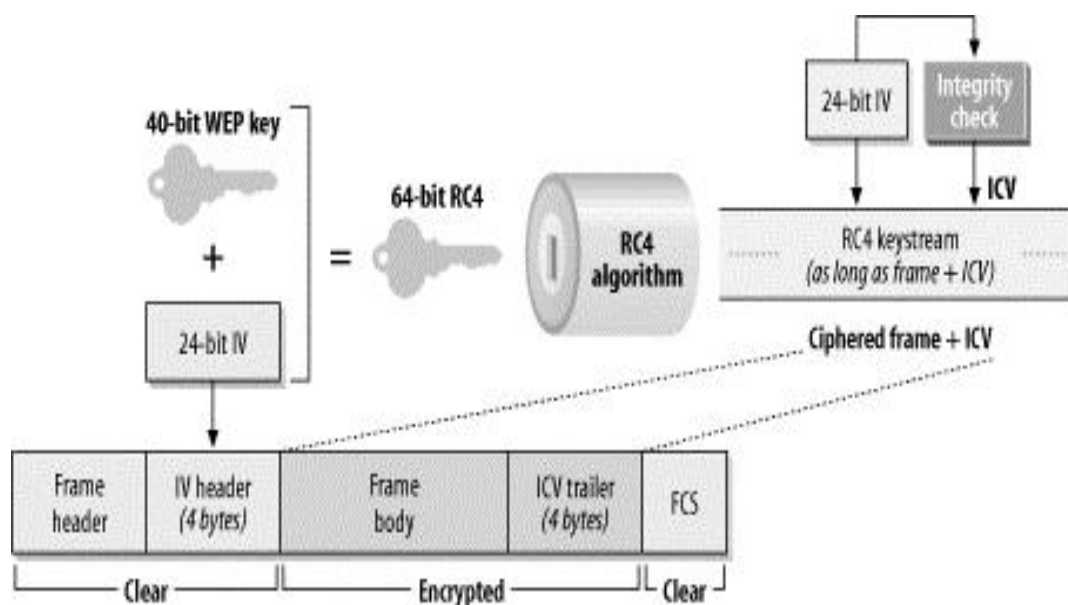 24-bit IV
Integrity
check
40-bit WEP key
ICV
64-bit RC4
+
=
RC4
algorithm
RC4 keystream
(as long as frame + ICV)
24-bit IV
Ciphered frame + ICV
Frame
header
IV header
(4 bytes)
Frame
body
ICV trailer
(4 bytes)
FCS
Clear
Encrypted
Clear